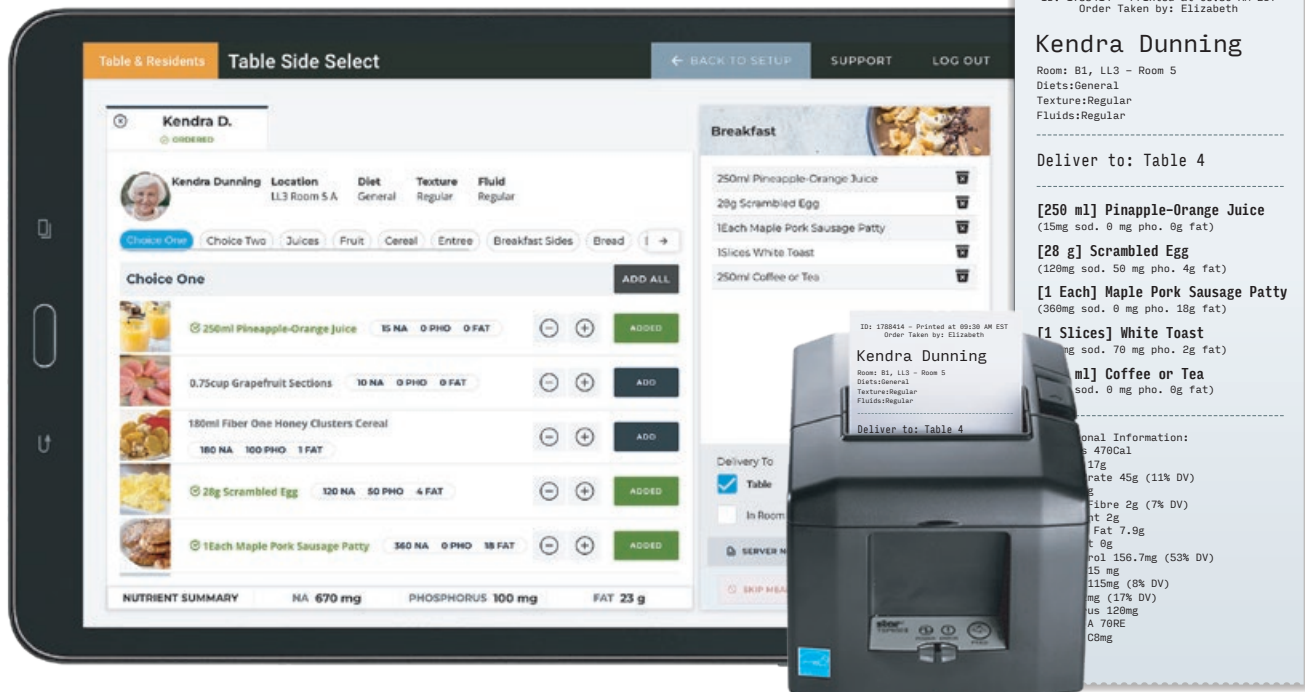 Table & Residents
Table Side Select
← BACK TO SETUP
SUPPORT
LOG OUT
Kendra D.
ORDERED
Kendra Dunning
Location
LL3 Room 5 A
Diet
General
Texture
Regular
Fluid
Regular
Choice One
Choice Two
Juices
Fruit
Cereal
Entree
Breakfast Sides
Bread
→
Choice One
ADD ALL
250ml Pineapple-Orange Juice 15 NA 0 PHO 0 FAT
ADDED
0.75cup Grapefruit Sections 10 NA 0 PHO 0 FAT
ADD
180ml Fiber One Honey Clusters Cereal
180 NA 100 PHO 1 FAT
ADD
28g Scrambled Egg 120 NA 50 PHO 4 FAT
ADDED
1Each Maple Pork Sausage Patty 360 NA 0 PHO 18 FAT
ADDED
NUTRIENT SUMMARY NA 670 mg PHOSPHORUS 100 mg FAT 23 g
Breakfast
250ml Pineapple-Orange Juice
28g Scrambled Egg
1Each Maple Pork Sausage Patty
1Slices White Toast
250ml Coffee or Tea
Delivery To
Table
In Room
SERVER N
SKIP MEA
ID: 1788414 - Printed at 09:30 AM EST
Order Taken by: Elizabeth
Kendra Dunning
Room: B1, LL3 - Room 5
Diets:General
Texture:Regular
Fluids:Regular
Deliver to: Table 4
star
Order Taken by: Elizabeth
Kendra Dunning
Room: B1, LL3 - Room 5
Diets:General
Texture:Regular
Fluids:Regular
Deliver to: Table 4
[250 ml] Pinapple-Orange Juice
(15mg sod. 0 mg pho. 0g fat)
[28 g] Scrambled Egg
(120mg sod. 50 mg pho. 4g fat)
[1 Each] Maple Pork Sausage Patty
(360mg sod. 0 mg pho. 18g fat)
[1 Slices] White Toast
mg sod. 70 mg pho. 2g fat)
ml] Coffee or Tea
sod. 0 mg pho. 0g fat)
onal Information:
s 470Cal
17g
rate 45g (11% DV)
g
Fibre 2g (7% DV)
nt 2g
Fat 7.9g
t 0g
rol 156.7mg (53% DV)
15 mg
115mg (8% DV)
mg (17% DV)
us 120mg
A 70RE
C8mg